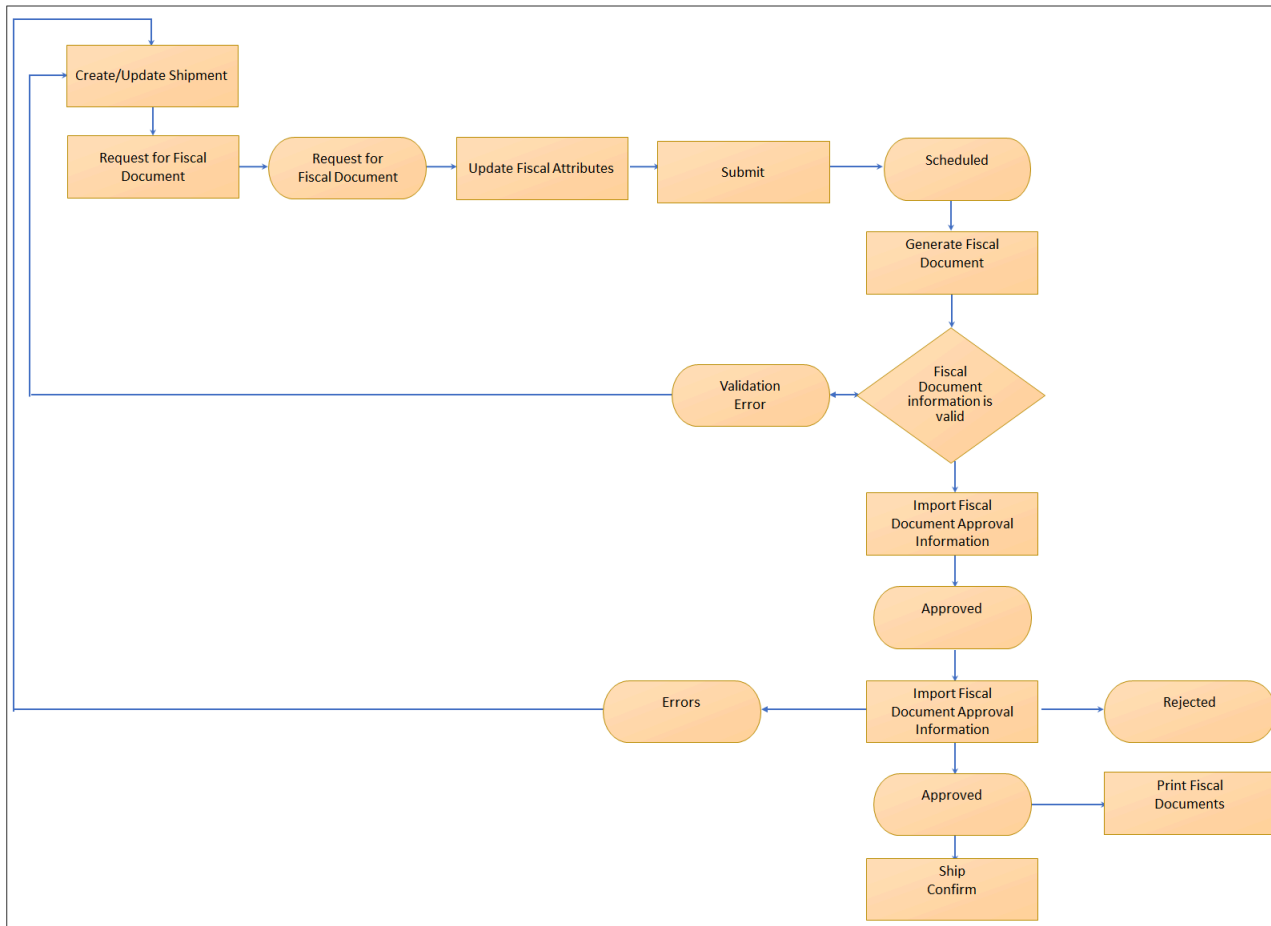 Create/Update Shipment
Request for Fiscal
Document
Request for
Fiscal Document
Update Fiscal Attributes
Submit
Scheduled
Generate Fiscal
Document
Fiscal
Document
information is
valid
Validation
Error
Import Fiscal
Document Approval
Information
Approved
Errors
Import Fiscal
Document Approval
Information
Rejected
Approved
Print Fiscal
Documents
Ship
Confirm